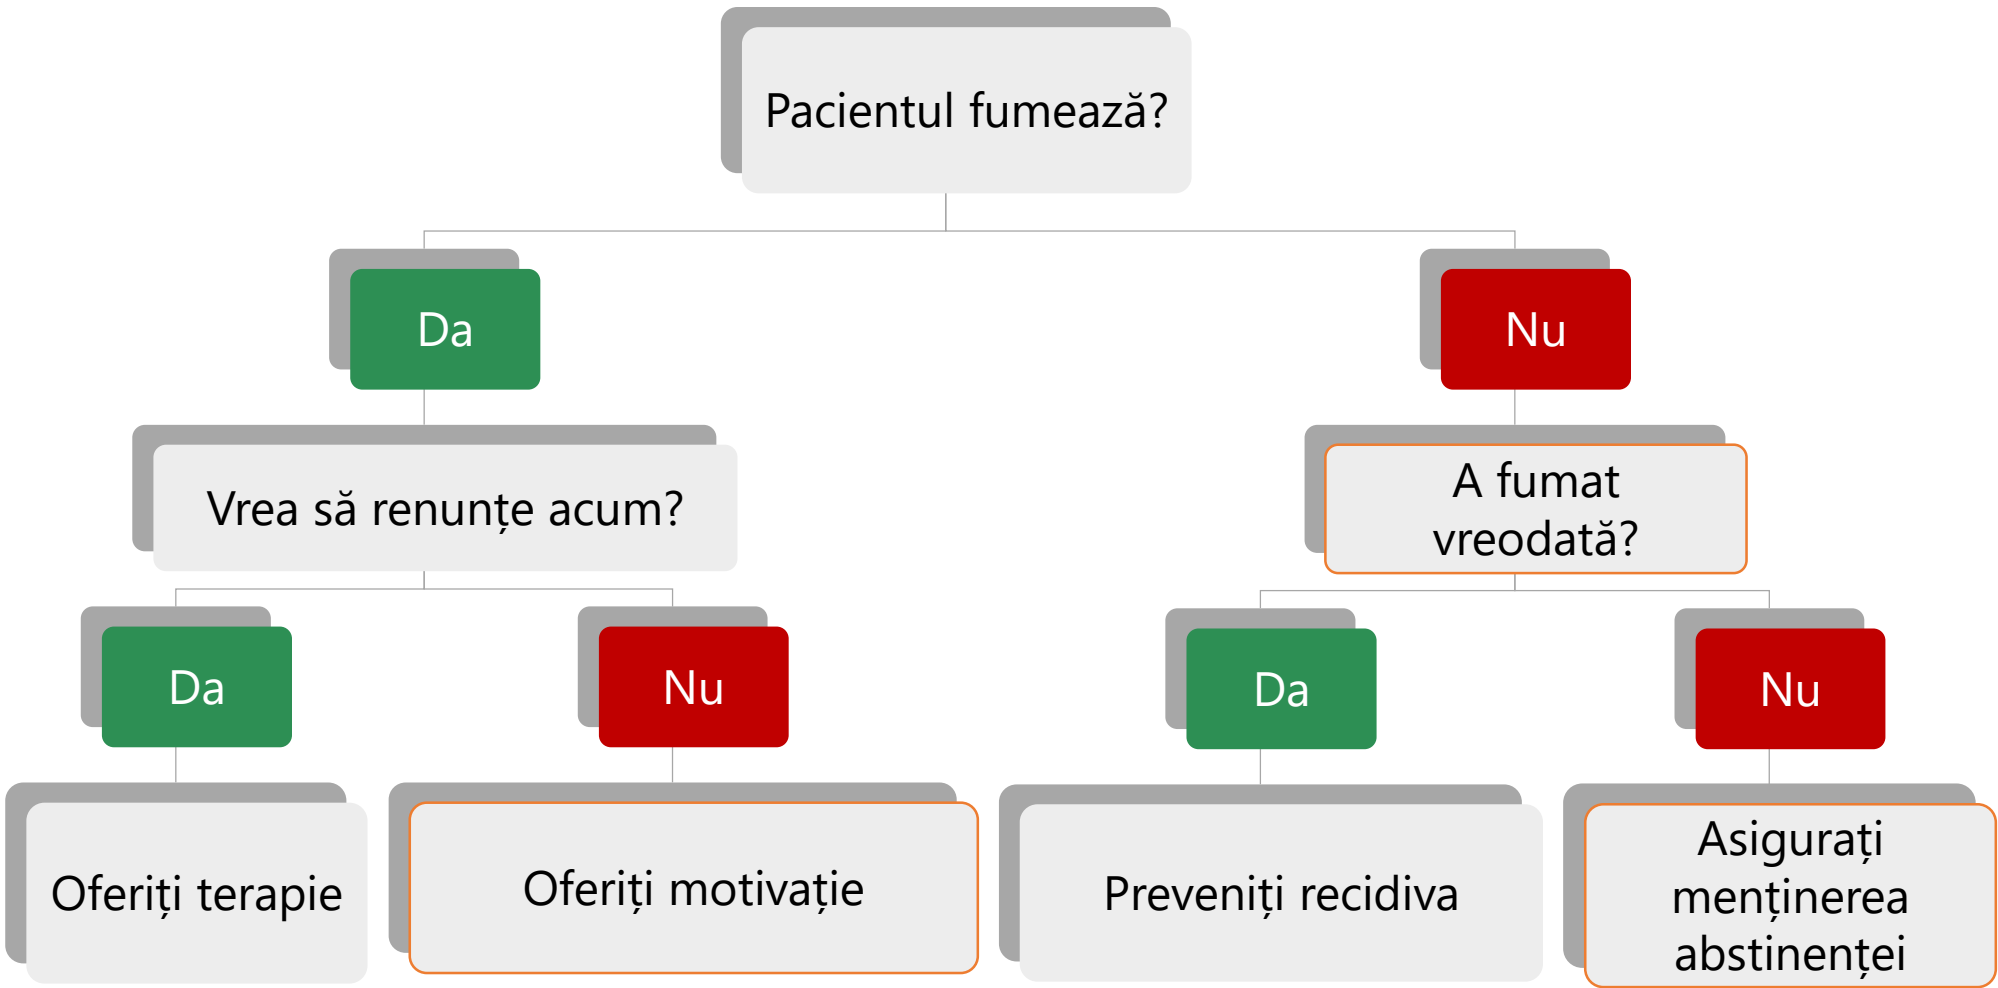 Pacientul fumează?
Da
Nu
Vrea să renunțe acum?
A fumat
vreodată?
Da
Nu
Da
Nu
Oferiți terapie
Oferiți motivație
Preveniți recidiva
Asigurați
menținerea
abstinenței